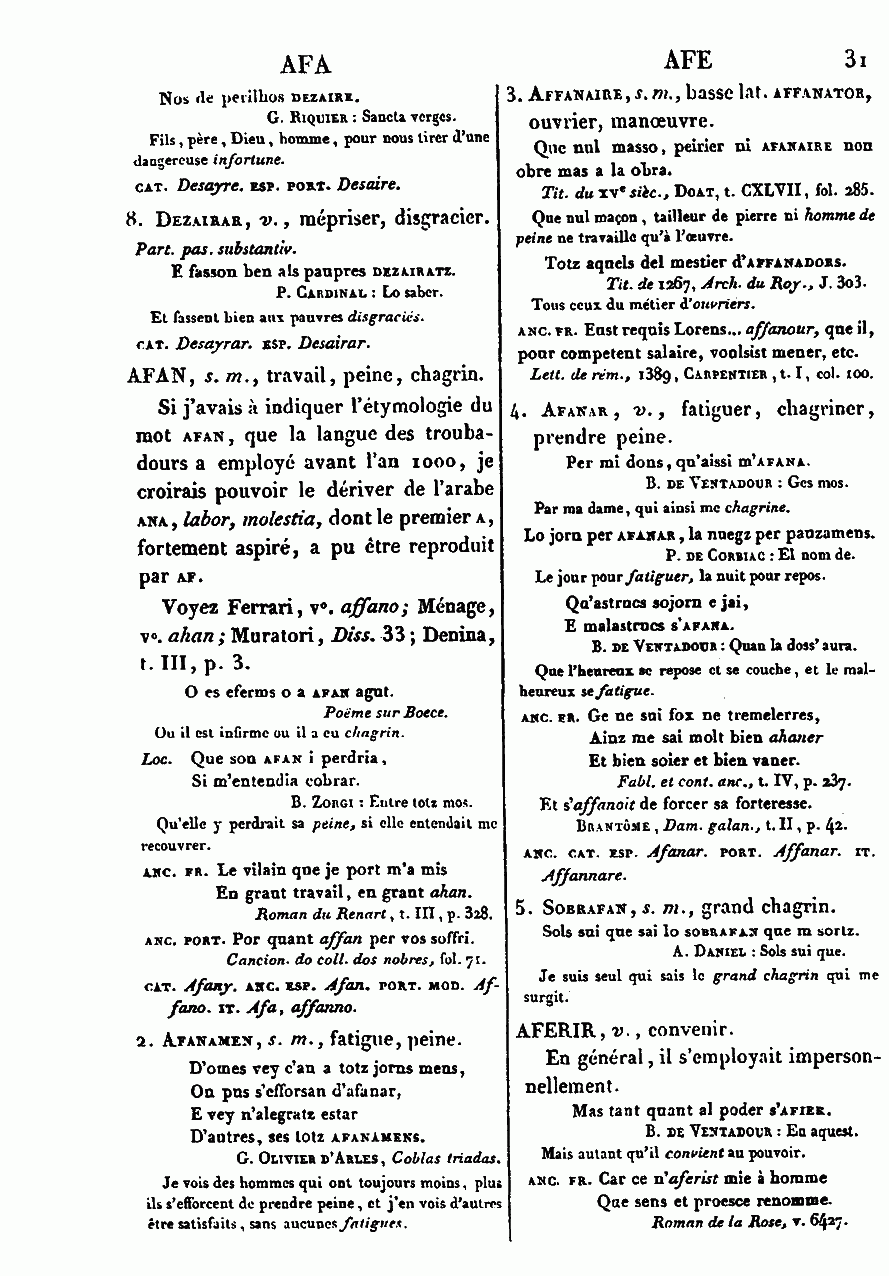 AFA
Nos de perilhos DEZAIRE.
G. RIQUIER : Sancta verges.
Fils, père, Dieu, homme, pour nous tirer d'une
dangereuse infortune.
CAT. Desayre. ESP. PORT. Desaire.
8. DEZAIRAR, v., mépriser, disgracier.
Part. pas. substantiv.
E fasson ben als paupres DEZAIRATZ.
P. CARDINAL : Lo saber.
Et fassent bien aux pauvres disgraciés.
CAT. Desayrar. ESP. Desairar.
AFAN, s. m., travail, peine, chagrin.
Si j'avais à indiquer l'étymologie du
mot AFAN, que la langue des trouba-
dours a employé avant l'an 1000, je
croirais pouvoir le dériver de l'arabe
ANA, labor, molestia, dont le premier A,
fortement aspiré, a pu être reproduit
par AF.
Voyez Ferrari, vº. affano; Ménage,
vº. ahan; Muratori, Diss. 33; Denina,
t. III, p. 3.
O es eferms o a AFAN agut.
Poëme sur Boece.
Ou il est infirme ou il a eu chagrin.
Loc. Que son AFAN i perdria,
Si m'entendia cobrar.
B. ZORGI : Entre totz mos.
Qu'elle y perdrait sa peine, si elle entendait me
recouvrer.
ANC. FR. Le vilain que je port m'a mis
En grant travail, en grant ahan.
Roman du Renart, t. III, p. 328.
ANC. PORT. Por quant affan per vos soffri.
Cancion. do coll. dos nobres, fol. 71.
CAT. Afany. ANC. ESP. Afan. PORT. MOD. Af-
fano. IT. Afa, affanno.
2. AFANAMEN, s. m., fatigue, peine.
D'omes vey c'an a totz jorns mens,
On pus s'efforsan d'afanar,
E vey n'alegratz estar
D'autres, ses totz AFANAMENS.
G. OLIVIER D'ARLES, Coblas triadas.
Je vois des hommes qui ont toujours moins, plus
ils s'efforcent de prendre peine, et j'en vois d'autres
être satisfaits, sans aucunes fatigues.
AFE 31
3. AFFANAIRE, s. m., basse lat. AFFANATOR,
ouvrier, manœuvre.
Que nul masso, peirier ni AFANAIRE non
obre mas a la obra.
Tit. du XVe sièc., DOAT, t. CXLVII, fol. 285.
Que nul maçon, tailleur de pierre ni homme de
peine ne travaille qu'à l'œuvre.
Totz aquels del mestier d'AFFANADORS.
Tit. de 1267, Arch. du Roy., J. 303.
Tous ceux du métier d'ouvriers.
ANC. FR. Eust requis Lorens... affanour, que il,
pour competent salaire, voolsist mener, etc.
Lett. de rém., 1389, CARPENTIER, t. I, col. 100.
4. AFANAR, v., fatiguer, chagriner,
prendre peine.
Per mi dons, qu'aissi m'AFANA.
B. DE VENTADOUR : Ges mos.
Par ma dame, qui ainsi me chagrine.
Lo jorn per AFANAR, la nuegz per pauzamens.
P. DE CORBIAC : El nom de.
Le jour pour fatiguer, la nuit pour repos.
Qu'astrucs sojorn e jai,
E malastrucs s'AFANA.
B. DE VENTADOUR : Quan la doss' aura.
Que l'heureux se repose et se couche, et le mal-
heureux se fatigue.
ANC. FR. Ge ne sui fox ne tremelerres,
Ainz me sai molt bien ahaner
Et bien soier et bien vaner.
Fabl. et cont. anc., t. IV, p. 237.
Et s'affanoit de forcer sa forteresse.
BRANTÔME, Dam. galan., t. II, p. 42.
ANC. CAT. ESP. Afanar. PORT. Affanar. IT.
Affannare.
5. SOBRAFAN, s. m., grand chagrin.
Sols sui que sai lo SOBRAFAN que m sortz.
A. DANIEL : Sols sui que.
Je suis seul qui sais le grand chagrin qui me
surgit.
AFERIR, v., convenir.
En général, il s'employait imperson-
nellement.
Mas tant quant al poder s'AFIER.
B. DE VENTADOUR : En aquest.
Mais autant qu'il convient au pouvoir.
ANC. FR. Car ce n'aferist mie à homme
Que sens et proesce renomme.
Roman de la Rose, v. 6427.